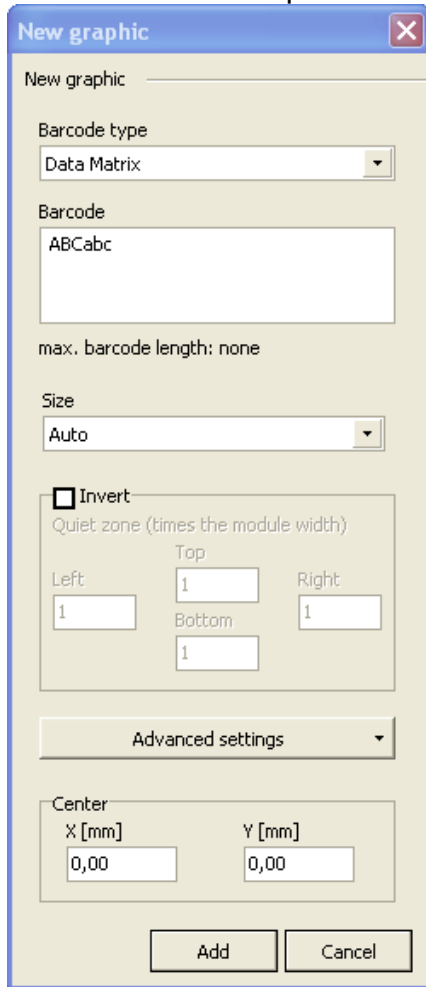 New graphic
New graphic
Barcode type
Data Matrix
Barcode
ABCabc
max. barcode length: none
Size
Auto
Invert
Quiet zone (times the module width)
Top
Left
1
Right
1
Bottom
1
1
Advanced settings
Center
X [mm]
Y [mm]
0,00
0,00
Add
Cancel